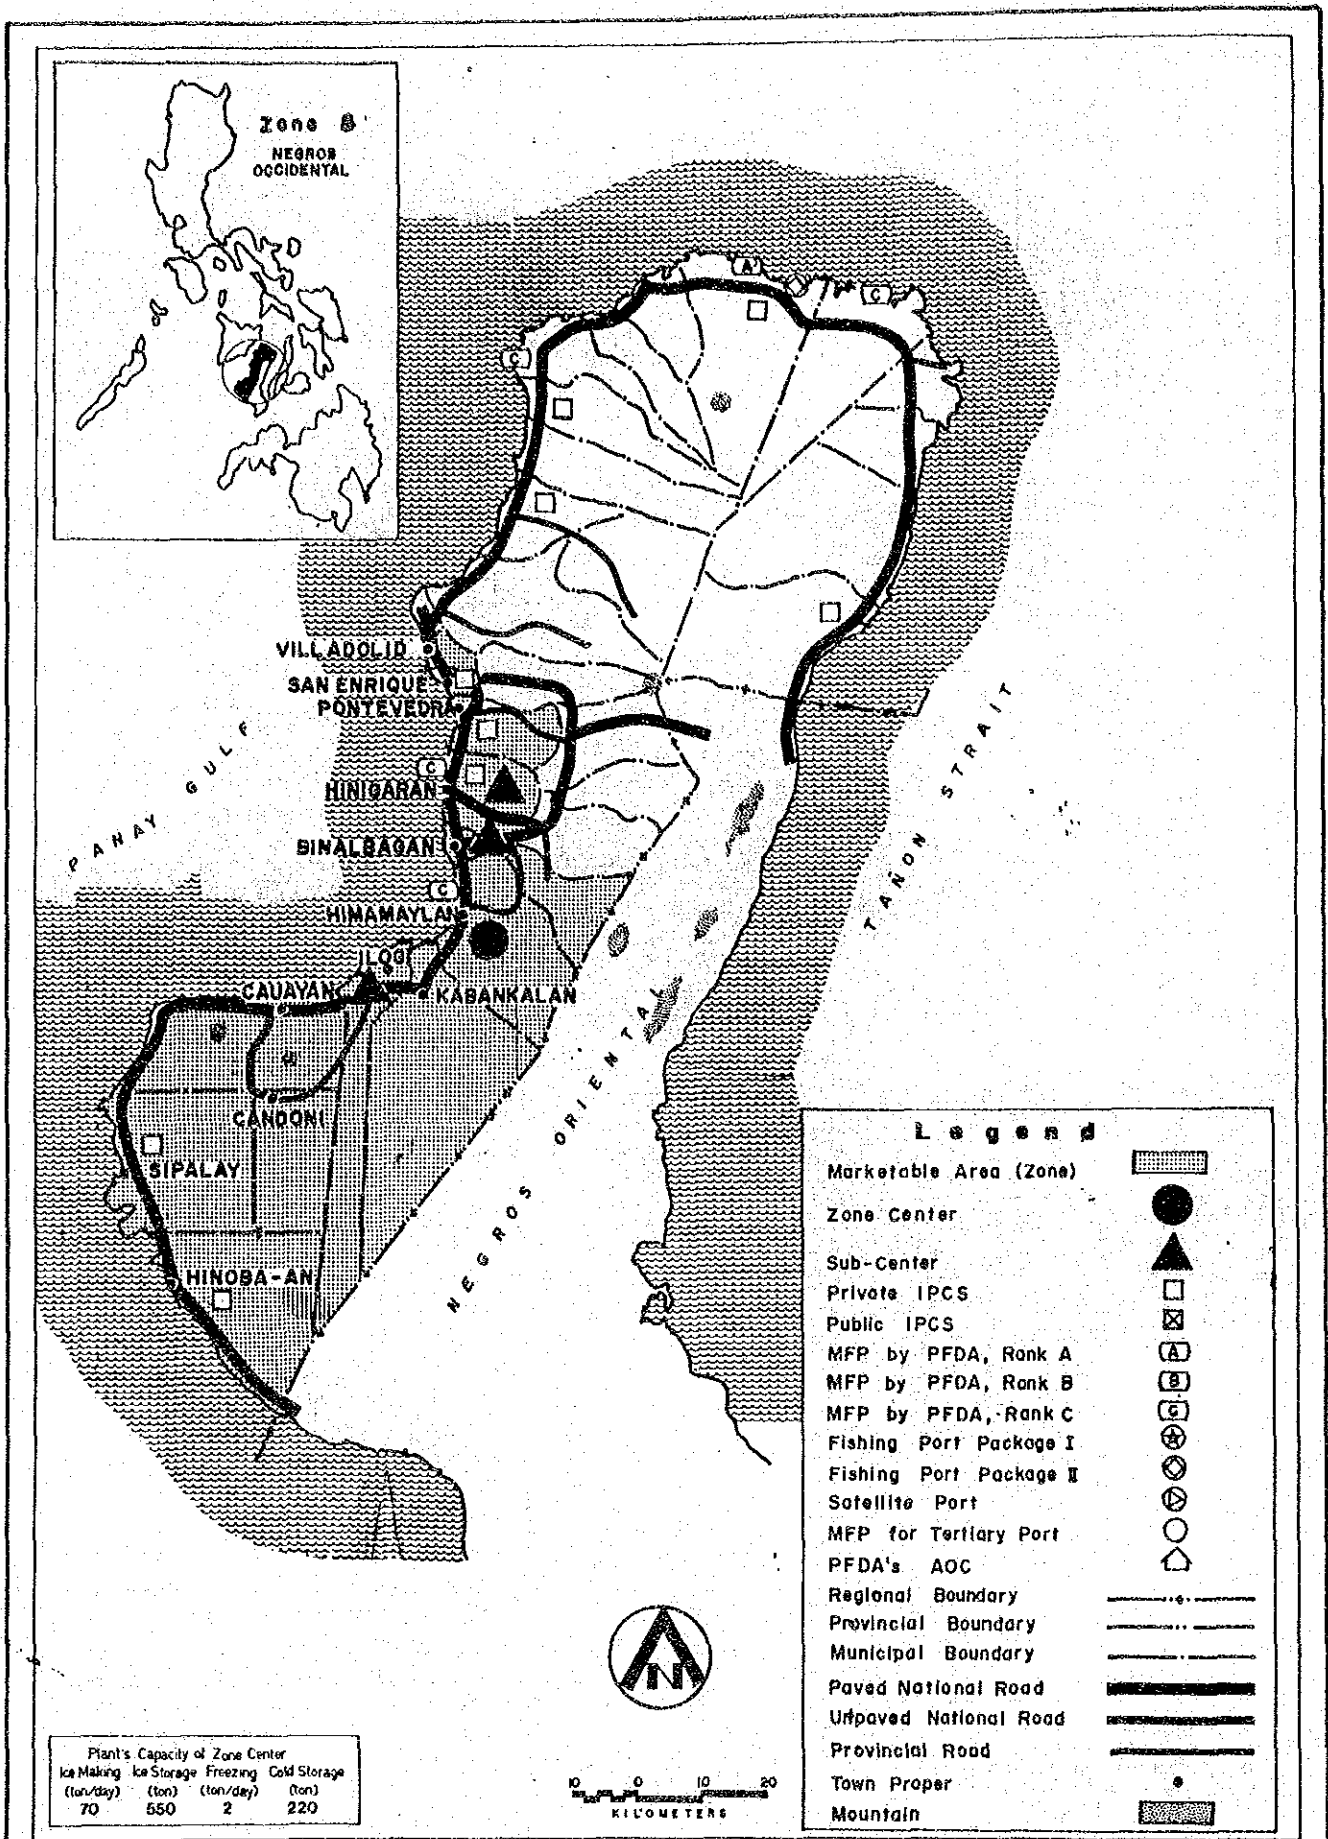 Zone 8
NEGROS
OCCIDENTAL
A
C
C
VILLADOLID
SAN ENRIQUE
PONTEVEDRA
C
HINIGARAN
BINALBAGAN
C
HIMAMAYLAN
ILOG
CAUAYAN
KABANKALAN
CANDONI
SIPALAY
HINOBA-AN
PANAY GULF
TAÑON STRAIT
NEGROS ORIENTAL
Legend
Marketable Area (Zone)
Zone Center
Sub-Center
Private IPCS
Public IPCS
MFP by PFDA, Rank A A
MFP by PFDA, Rank B B
MFP by PFDA, Rank C C
Fishing Port Package I
Fishing Port Package II
Satellite Port
MFP for Tertiary Port
PFDA's AOC
Regional Boundary
Provincial Boundary
Municipal Boundary
Paved National Road
Unpaved National Road
Provincial Road
Town Proper
Mountain
N
Plant's Capacity of Zone Center
Ice Making Ice Storage Freezing Cold Storage
(ton/day) (ton) (ton/day) (ton)
70 550 2 220
10 0 10 20
KILOMETERS